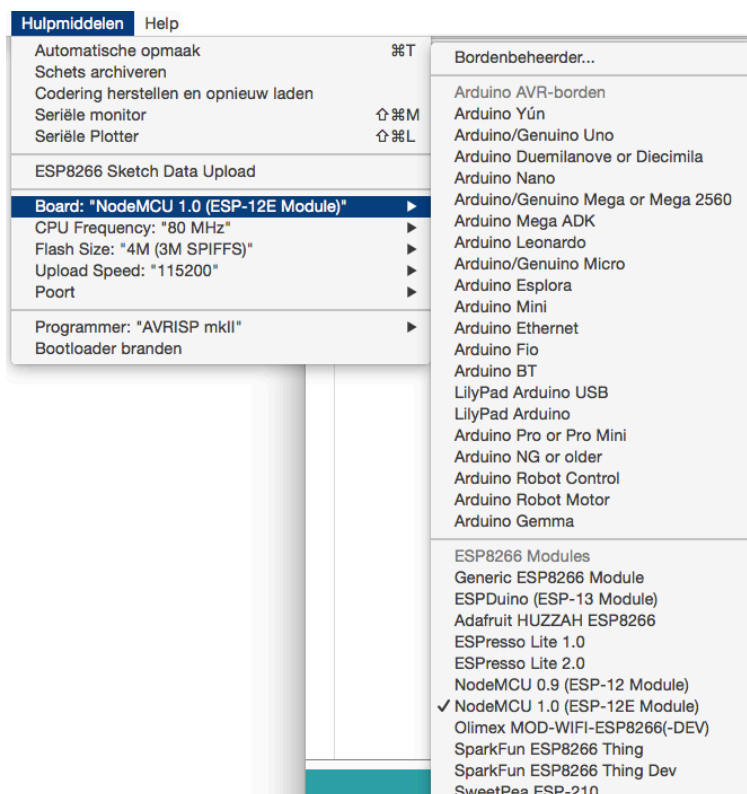 Hulpmiddelen Help
Automatische opmaak ⌘T
Schets archiveren
Codering herstellen en opnieuw laden
Seriële monitor ⇧⌘M
Seriële Plotter ⇧⌘L
ESP8266 Sketch Data Upload
Board: "NodeMCU 1.0 (ESP-12E Module)"
CPU Frequency: "80 MHz"
Flash Size: "4M (3M SPIFFS)"
Upload Speed: "115200"
Poort
Programmer: "AVRISP mkII"
Bootloader branden
Bordenbeheerder...
Arduino AVR-borden
Arduino Yún
Arduino/Genuino Uno
Arduino Duemilanove or Diecimila
Arduino Nano
Arduino/Genuino Mega or Mega 2560
Arduino Mega ADK
Arduino Leonardo
Arduino/Genuino Micro
Arduino Esplora
Arduino Mini
Arduino Ethernet
Arduino Fio
Arduino BT
LilyPad Arduino USB
LilyPad Arduino
Arduino Pro or Pro Mini
Arduino NG or older
Arduino Robot Control
Arduino Robot Motor
Arduino Gemma
ESP8266 Modules
Generic ESP8266 Module
ESPDuino (ESP-13 Module)
Adafruit HUZZAH ESP8266
ESPresso Lite 1.0
ESPresso Lite 2.0
NodeMCU 0.9 (ESP-12 Module)
✓ NodeMCU 1.0 (ESP-12E Module)
Olimex MOD-WIFI-ESP8266(-DEV)
SparkFun ESP8266 Thing
SparkFun ESP8266 Thing Dev
SweetPea ESP-210